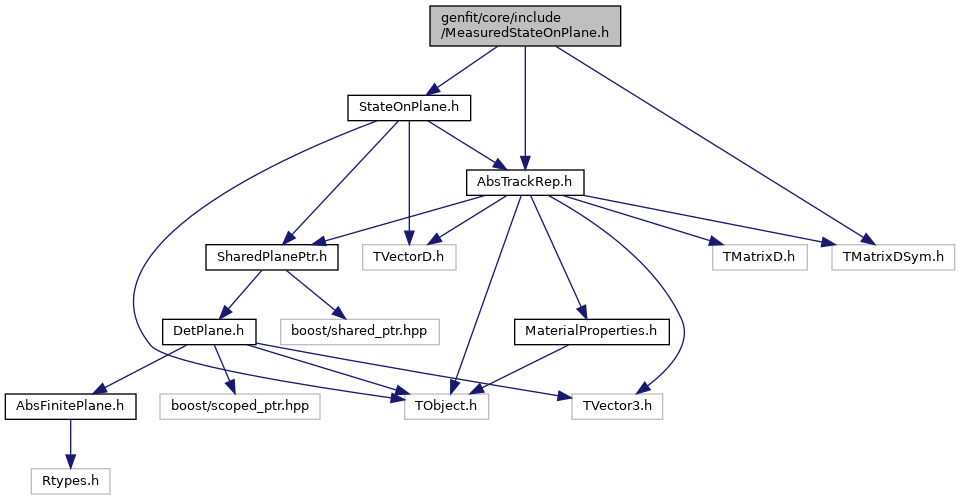 genfit/core/include
/MeasuredStateOnPlane.h
StateOnPlane.h
AbsTrackRep.h
SharedPlanePtr.h
TVectorD.h
TMatrixD.h
TMatrixDSym.h
DetPlane.h
boost/shared_ptr.hpp
MaterialProperties.h
AbsFinitePlane.h
boost/scoped_ptr.hpp
TObject.h
TVector3.h
Rtypes.h